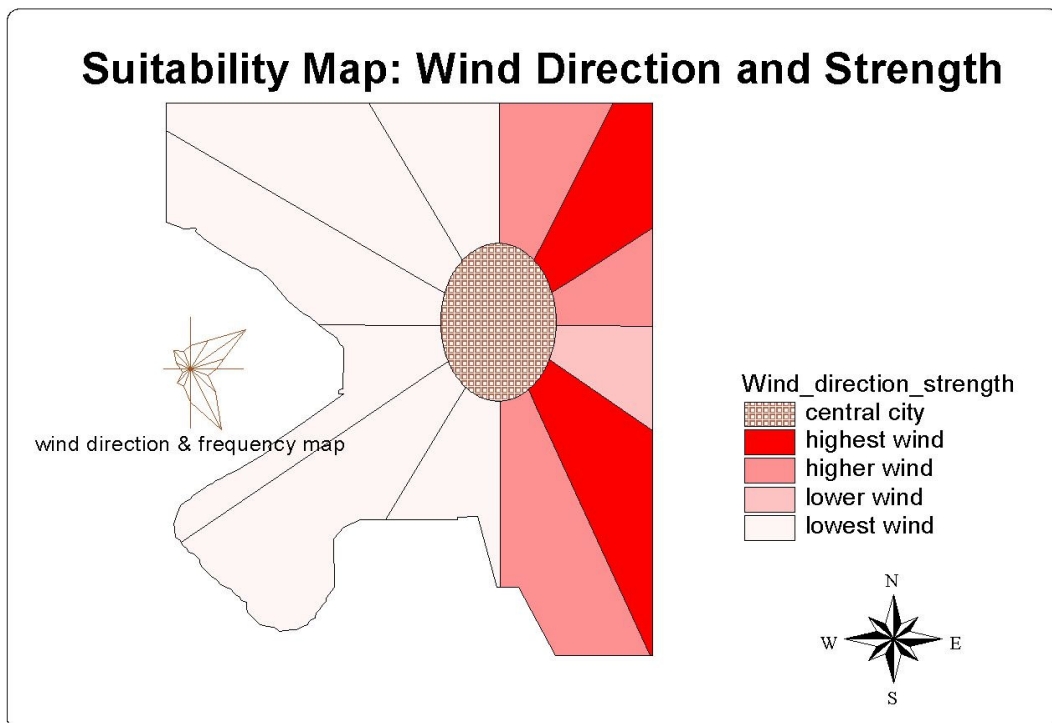 Suitability Map: Wind Direction and Strength
wind direction & frequency map
Wind_direction_strength
central city
highest wind
higher wind
lower wind
lowest wind
N
W
E
S